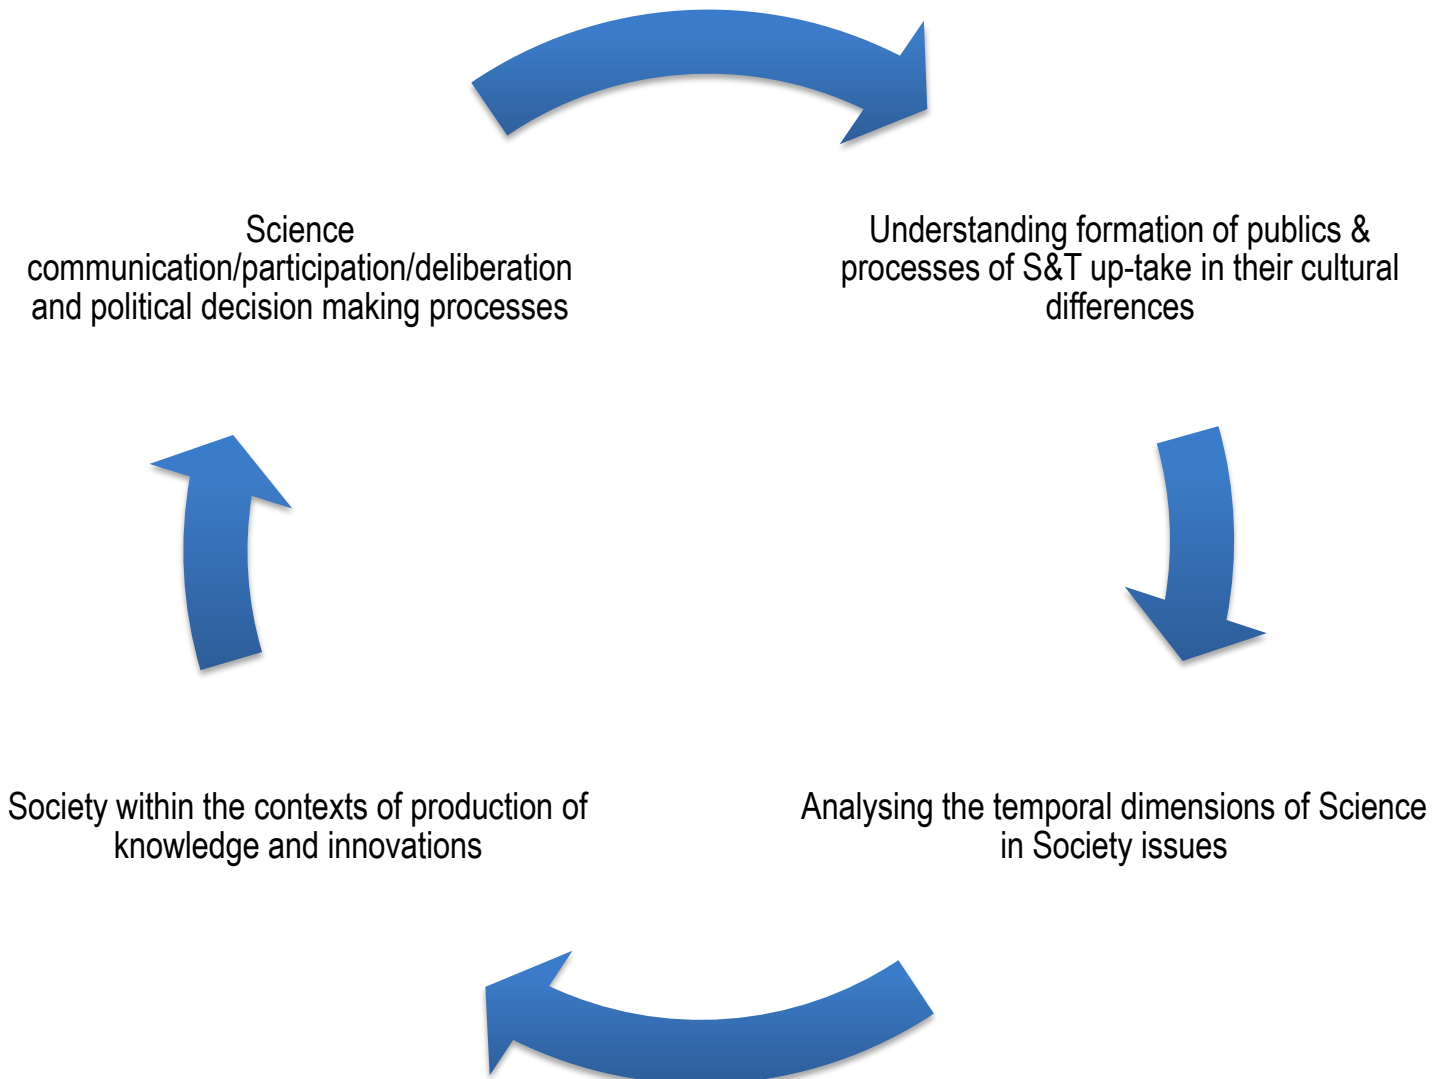 Science
communication/participation/deliberation
and political decision making processes
Understanding formation of publics &
processes of S&T up-take in their cultural
differences
Society within the contexts of production of
knowledge and innovations
Analysing the temporal dimensions of Science
in Society issues